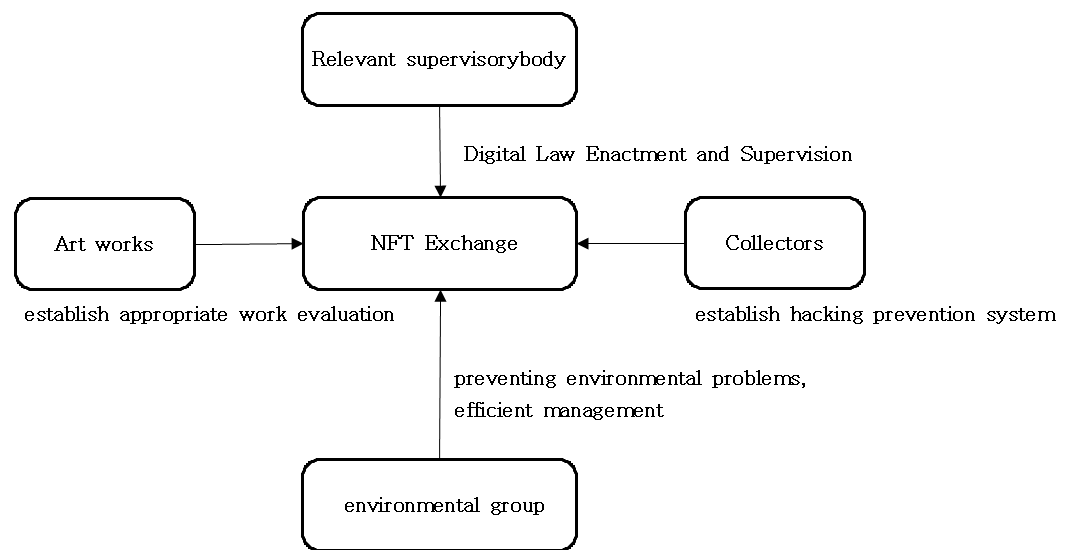 Relevant supervisorybody
Digital Law Enactment and Supervision
Art works
NFT Exchange
Collectors
establish appropriate work evaluation
establish hacking prevention system
preventing environmental problems,
efficient management
environmental group